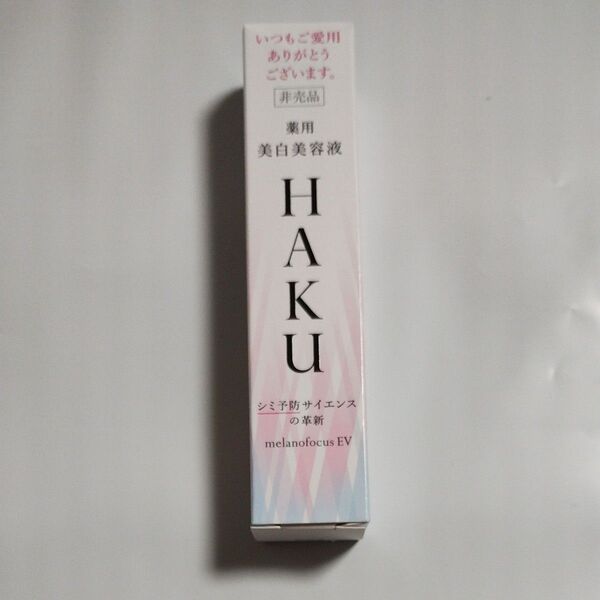 いつもご愛用
ありがとう
ございます。
非売品
薬用
美白美容液
HAKU
シミ予防サイエンス
の革新
melanofocus EV